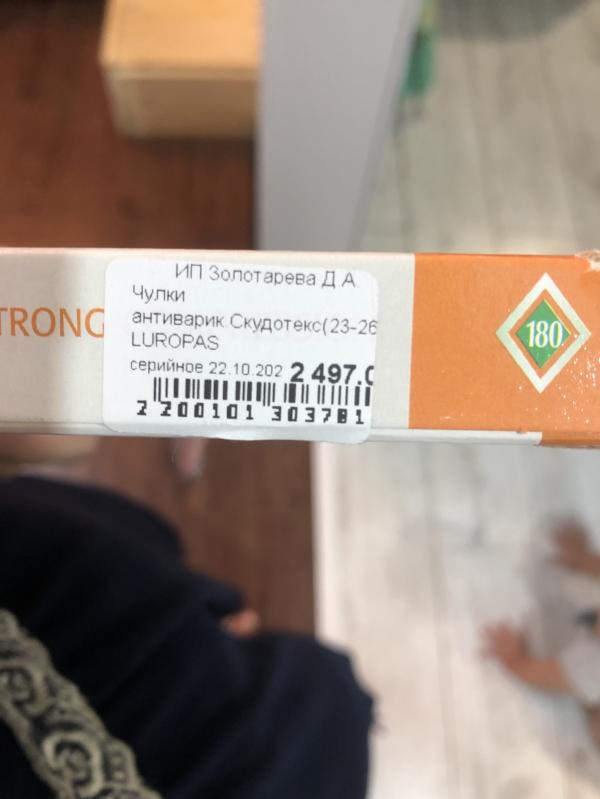 ИП Золотарева Д.А.
Чулки
антиварик.Скудотекс(23-26
LUROPAS
серийное 22.10.202 2 497.0
2 200101 303781
TRONG
180